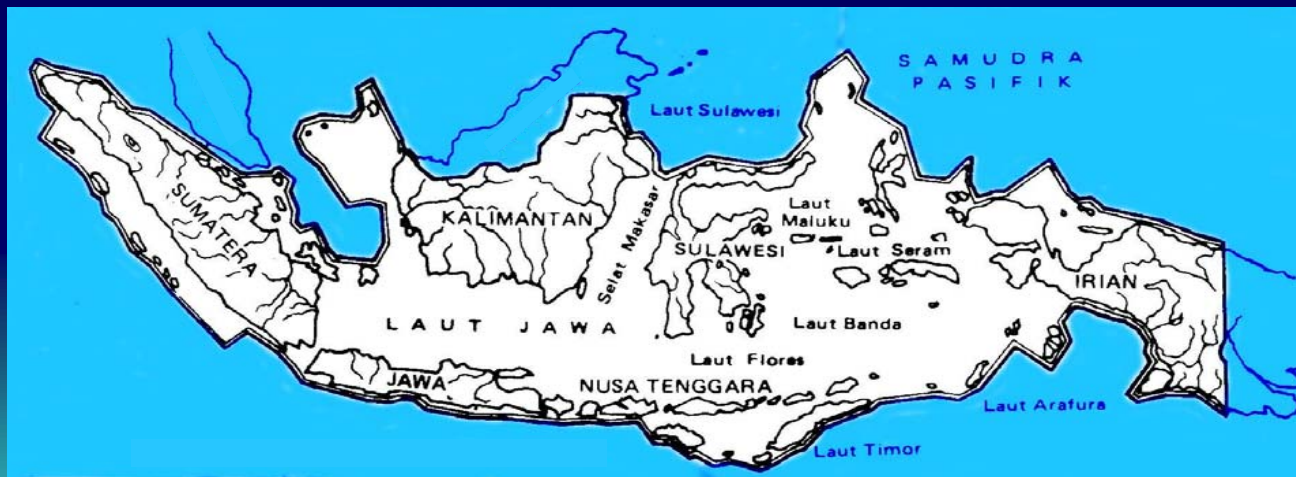 SAMUDRA
PASIFIK
Laut Sulawesi
SUMATERA
KALIMANTAN
Selat Makasar
SULAWESI
Laut
Maluku
Laut Seram
IRIAN
LAUT JAWA
Laut Banda
Laut Flores
JAWA
NUSA TENGGARA
Laut Arafura
Laut Timor